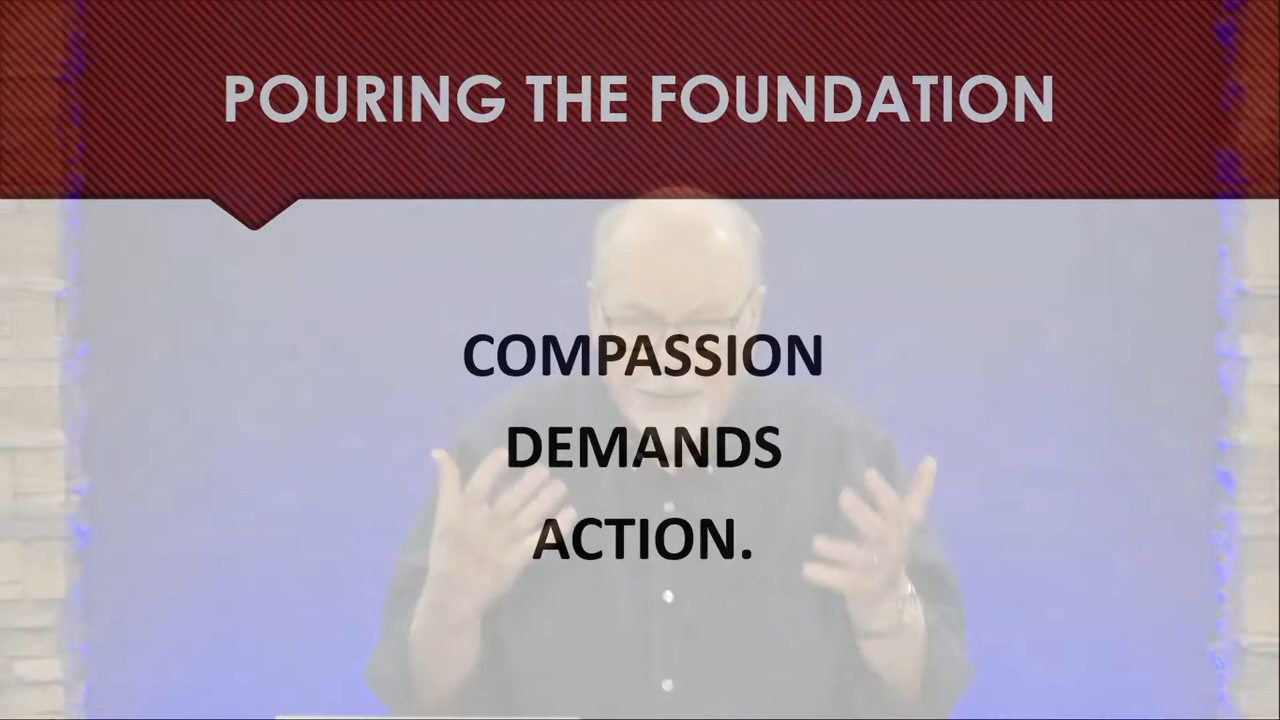 POURING THE FOUNDATION
COMPASSION
DEMANDS
ACTION.